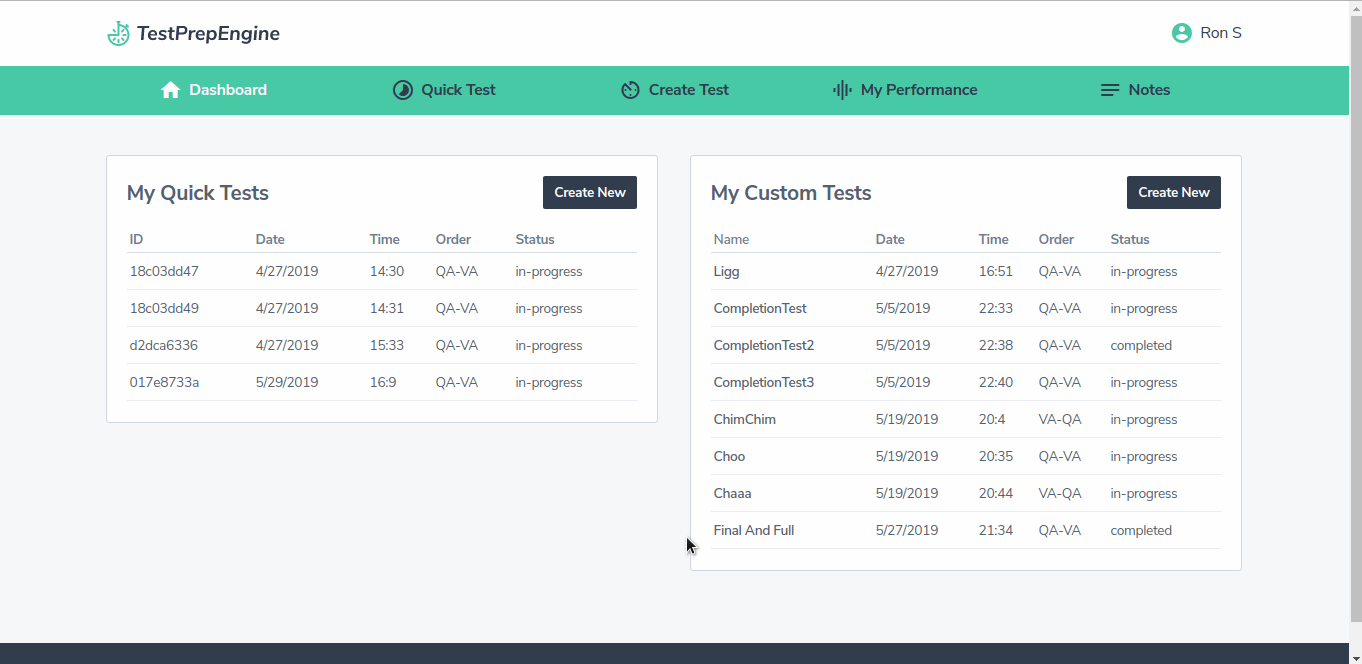 TestPrepEngine
Ron S
Dashboard Quick Test Create Test My Performance Notes
My Quick Tests Create New
ID Date Time Order Status
18c03dd47 4/27/2019 14:30 QA-VA in-progress
18c03dd49 4/27/2019 14:31 QA-VA in-progress
d2dca6336 4/27/2019 15:33 QA-VA in-progress
017e8733a 5/29/2019 16:9 QA-VA in-progress
My Custom Tests Create New
Name Date Time Order Status
Ligg 4/27/2019 16:51 QA-VA in-progress
CompletionTest 5/5/2019 22:33 QA-VA in-progress
CompletionTest2 5/5/2019 22:38 QA-VA completed
CompletionTest3 5/5/2019 22:40 QA-VA in-progress
ChimChim 5/19/2019 20:4 VA-QA in-progress
Choo 5/19/2019 20:35 QA-VA in-progress
Chaaa 5/19/2019 20:44 VA-QA in-progress
Final And Full 5/27/2019 21:34 QA-VA completed